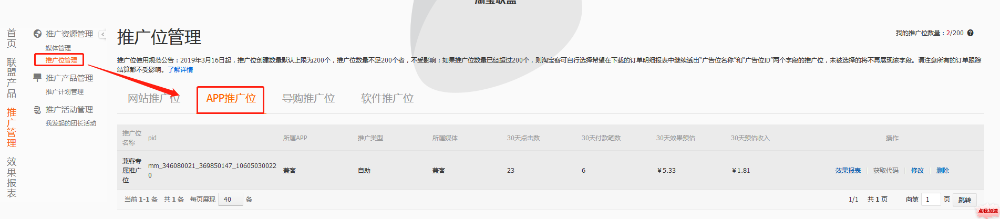 淘宝联盟
首页
联盟产品
推广管理
效果报表
推广资源管理
媒体管理
推广位管理
推广产品管理
推广计划管理
推广活动管理
我发起的团长活动
推广位管理
我的推广位数量：2/200
推广位使用规范公告：2019年3月16日起，推广位创建数量默认上限为200个，推广位数量不足200个者，不受影响；如果推广位数量已经超过200个，则淘宝客可自行选择希望在下载的订单明细报表中继续透出“广告位名称”和“广告位ID”两个字段的推广位，未被选择的将不再展现该字段。请注意所有的订单跟踪
结算都不受影响。了解详情
网站推广位 APP推广位 导购推广位 软件推广位
推广位名称 pid 所属APP 推广类型 所属媒体 30天点击数 30天付款笔数 30天效果预估 30天预估收入 操作
兼客专属推广位 mm_346080021_369850147_106050300220 兼客 自助 兼客 23 6 ￥5.33 ￥1.81 效果报表 获取代码 修改 删除
当前 1-1 条 共 1 条 每页展现 40 条 1/1 共 1 页 向第 1 页 跳转
点我加速